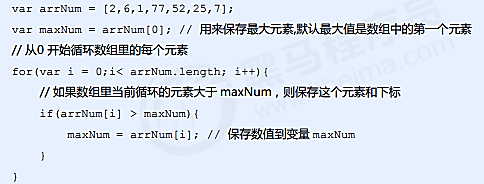 var arrNum = [2,6,1,77,52,25,7];
var maxNum = arrNum[0]; // 用来保存最大元素,默认最大值是数组中的第一个元素
// 从0 开始循环数组里的每个元素
for(var i = 0;i< arrNum.length; i++){
// 如果数组里当前循环的元素大于 maxNum，则保存这个元素和下标
if(arrNum[i] > maxNum){
maxNum = arrNum[i]; // 保存数值到变量 maxNum
}
}